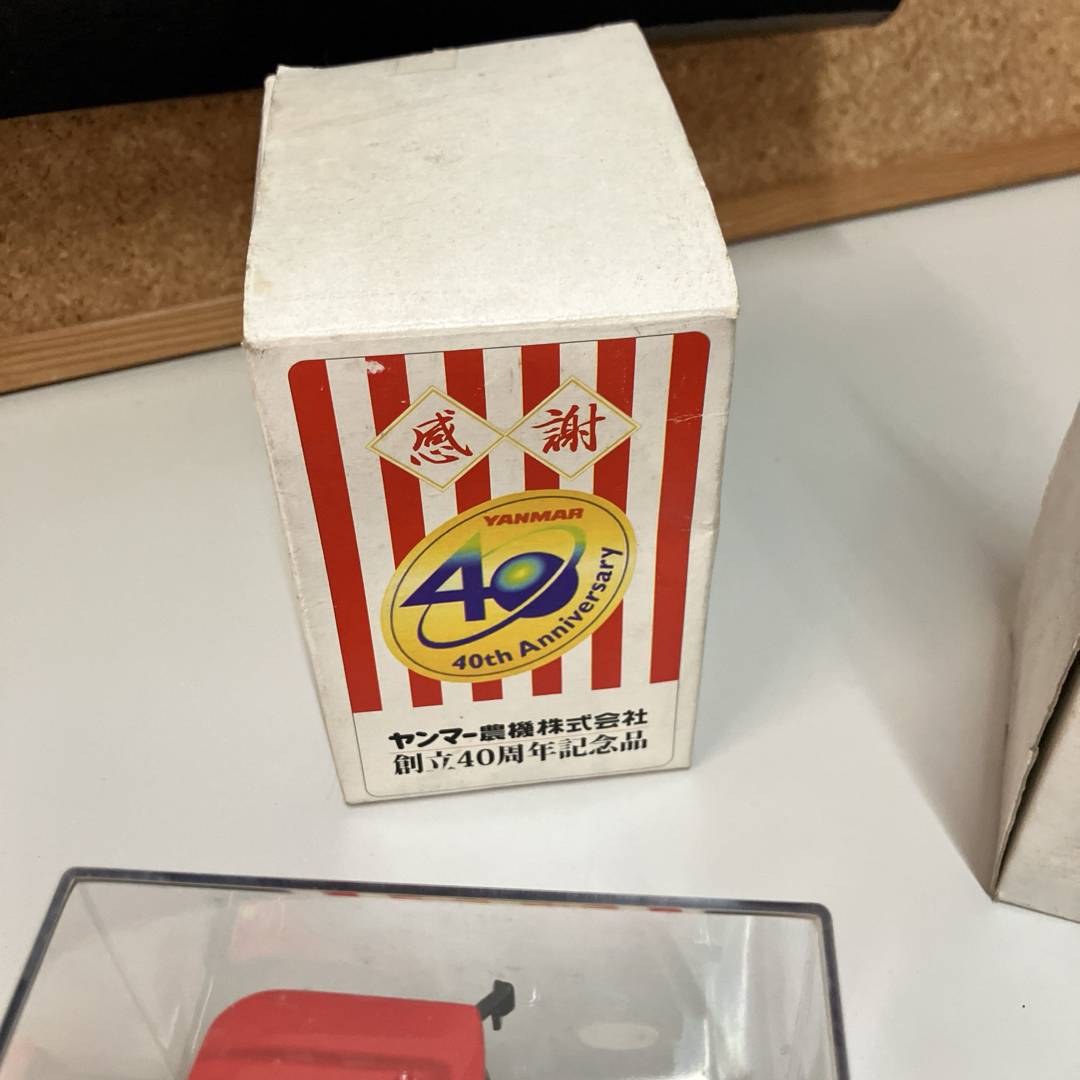 感謝
YANMAR
40
40th Anniversary
ヤンマー農機株式会社
創立40周年記念品